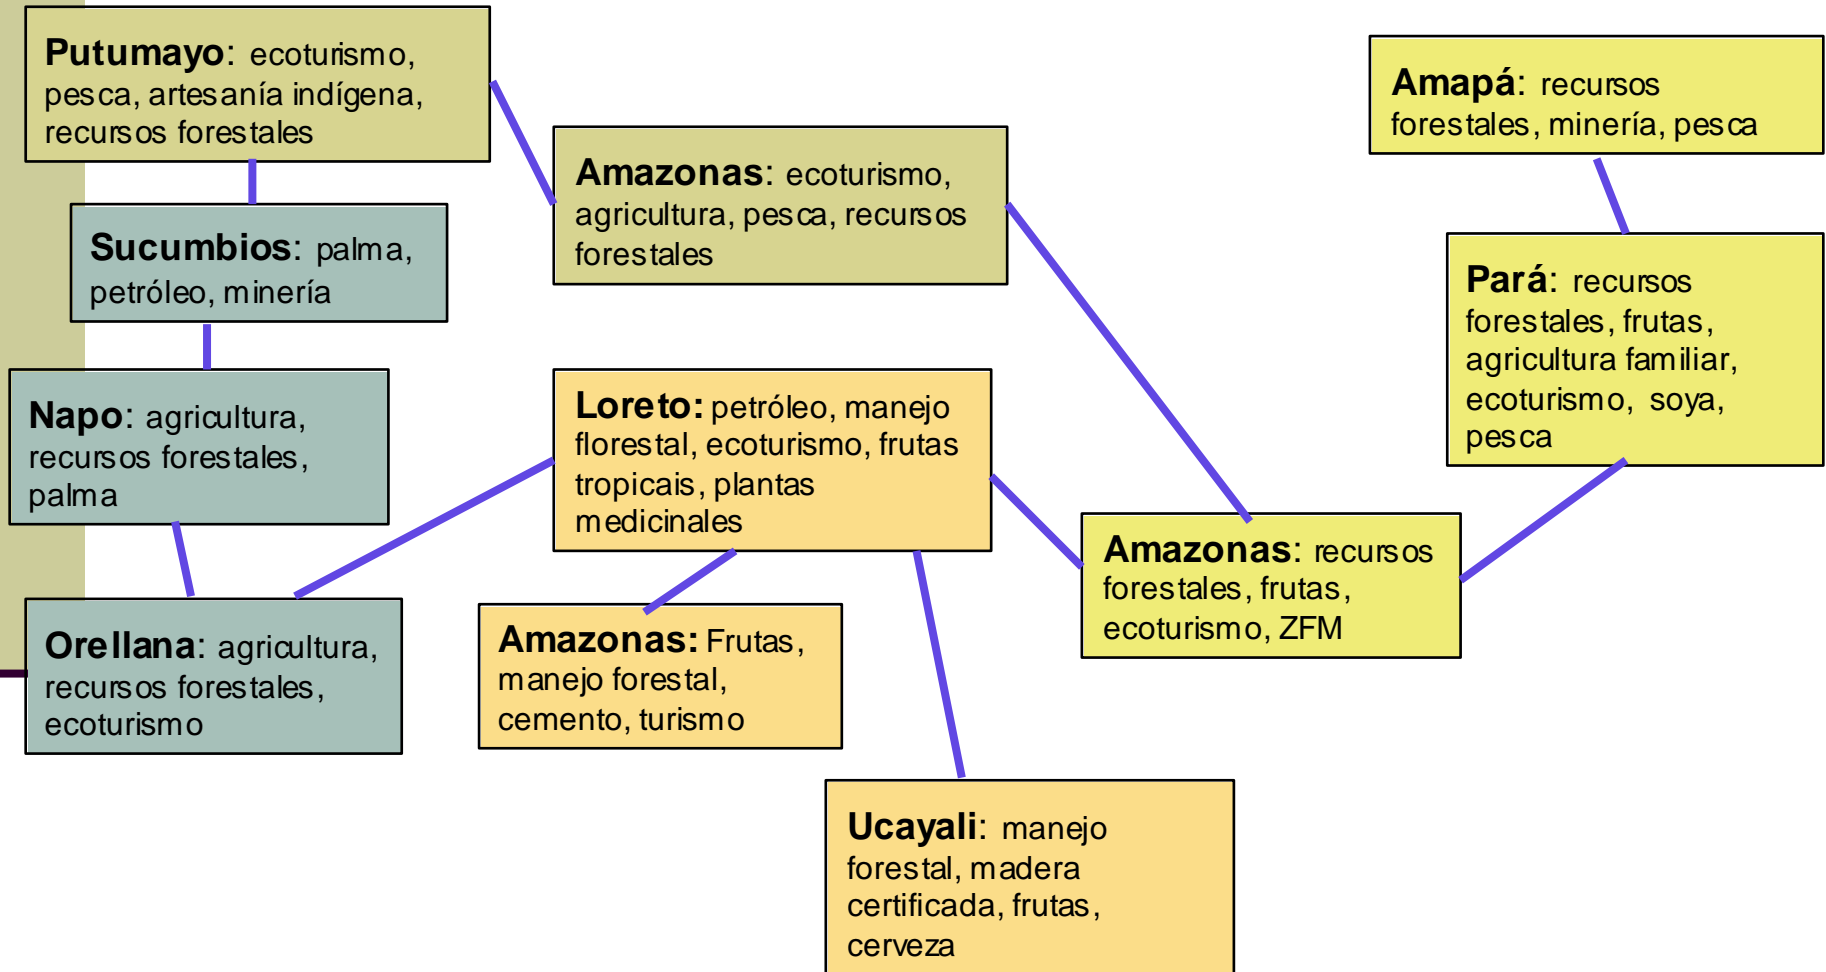 Putumayo: ecoturismo,
pesca, artesanía indígena,
recursos forestales
Amazonas: ecoturismo,
agricultura, pesca, recursos
forestales
Amapá: recursos
forestales, minería, pesca
Sucumbios: palma,
petróleo, minería
Pará: recursos
forestales, frutas,
agricultura familiar,
ecoturismo, soya,
pesca
Napo: agricultura,
recursos forestales,
palma
Loreto: petróleo, manejo
florestal, ecoturismo, frutas
tropicais, plantas
medicinales
Amazonas: recursos
forestales, frutas,
ecoturismo, ZFM
Orellana: agricultura,
recursos forestales,
ecoturismo
Amazonas: Frutas,
manejo forestal,
cemento, turismo
Ucayali: manejo
forestal, madera
certificada, frutas,
cerveza